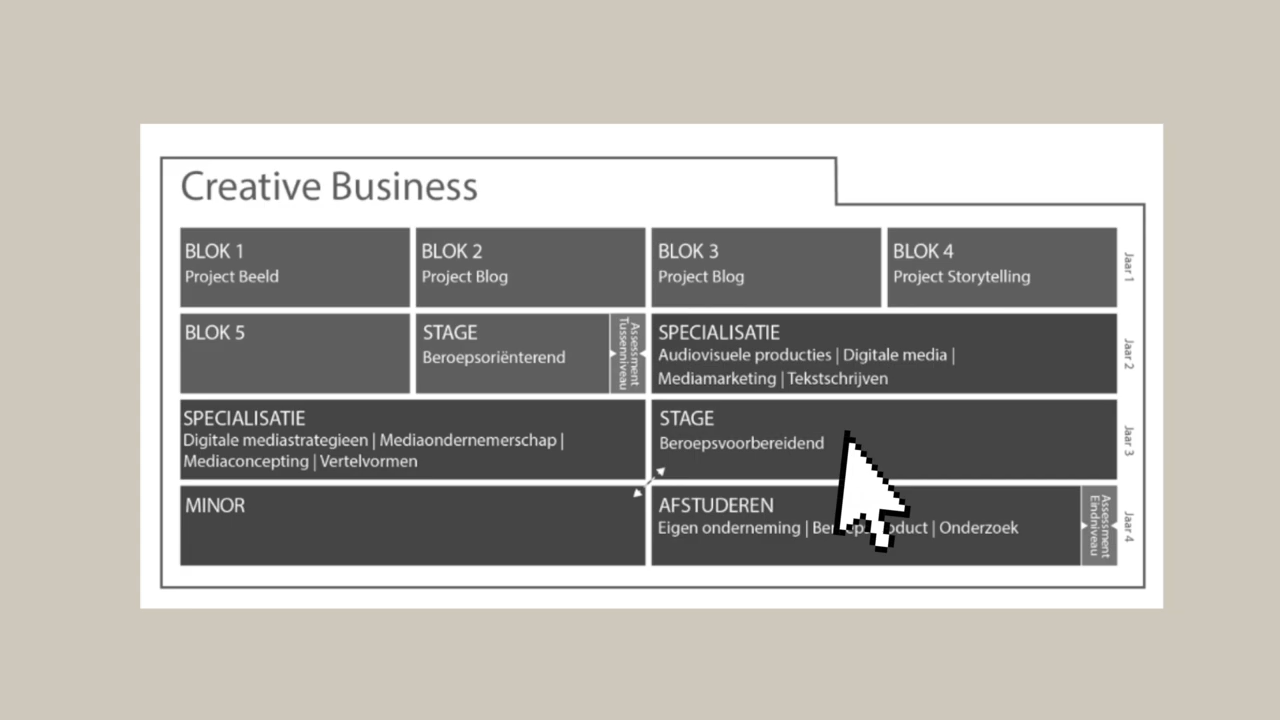 Creative Business
BLOK 1
Project Beeld
BLOK 2
Project Blog
BLOK 3
Project Blog
BLOK 4
Project Storytelling
Jaar 1
BLOK 5
STAGE
Beroepsoriënterend
Assessment
Tussenniveau
SPECIALISATIE
Audiovisuele producties | Digitale media |
Mediamarketing | Tekstschrijven
Jaar 2
SPECIALISATIE
Digitale mediastrategieen | Mediaondernemerschap |
Mediaconcepting | Vertelvormen
STAGE
Beroepsvoorbereidend
Jaar 3
MINOR
AFSTUDEREN
Eigen onderneming | | Onderzoek
Assessment
Eindniveau
Jaar 4